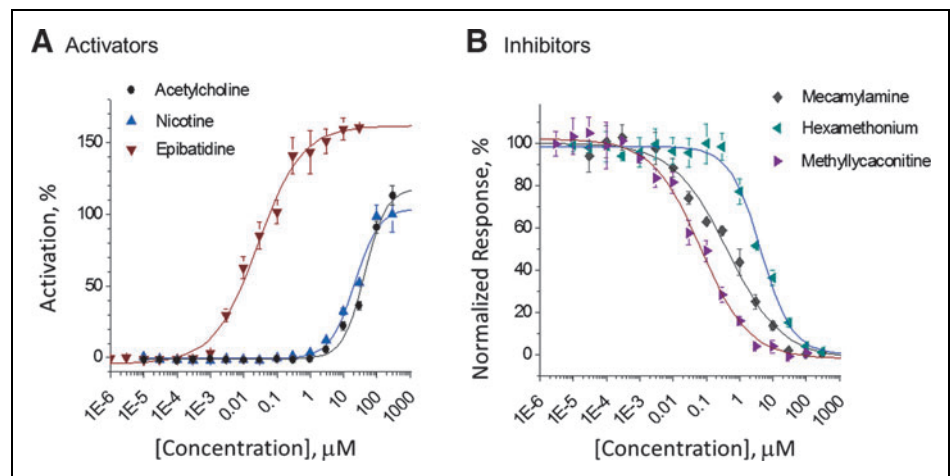 A Activators
Acetylcholine
Nicotine
Epibatidine
Activation, %
150
100
50
0
1E-6
1E-5
1E-4
1E-3
0.01
0.1
1
10
100
1000
[Concentration], μM
B Inhibitors
Mecamylamine
Hexamethonium
Methyllycaconitine
Normalized Response, %
120
100
80
60
40
20
0
1E-6
1E-5
1E-4
1E-3
0.01
0.1
1
10
100
1000
[Concentration], μM